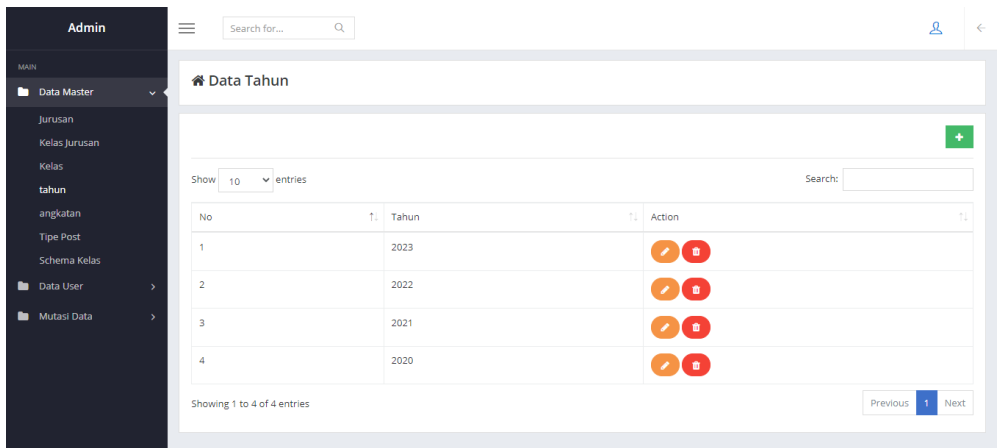 Admin
Search for...
MAIN
Data Master
Jurusan
Kelas Jurusan
Kelas
tahun
angkatan
Tipe Post
Schema Kelas
Data User
Mutasi Data
Data Tahun
Show 10 entries
Search:
No Tahun Action
1 2023
2 2022
3 2021
4 2020
Showing 1 to 4 of 4 entries
Previous 1 Next